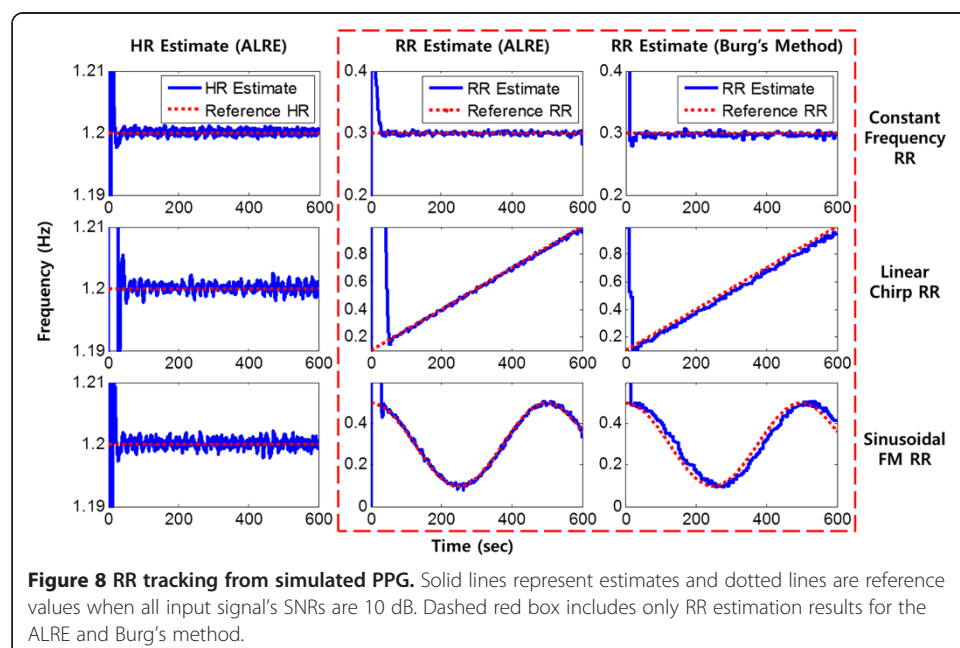 HR Estimate (ALRE) RR Estimate (ALRE) RR Estimate (Burg's Method)
1.21 0.4 0.4
HR Estimate RR Estimate RR Estimate
Reference HR Reference RR Reference RR
1.2 0.3 0.3
Constant
Frequency
RR
1.19 0.2 0.2
0 200 400 600 0 200 400 600 0 200 400 600
1.21
0.8 0.8
1.2 0.6 0.6
Linear
Chirp RR
0.4 0.4
1.19 0.2 0.2
0 200 400 600 0 200 400 600 0 200 400 600
Frequency (Hz)
1.21
0.4 0.4
1.2
Sinusoidal
FM RR
0.2 0.2
1.19 0 0
0 200 400 600 0 200 400 600 0 200 400 600
Time (sec)
Figure 8 RR tracking from simulated PPG. Solid lines represent estimates and dotted lines are reference
values when all input signal's SNRs are 10 dB. Dashed red box includes only RR estimation results for the
ALRE and Burg's method.